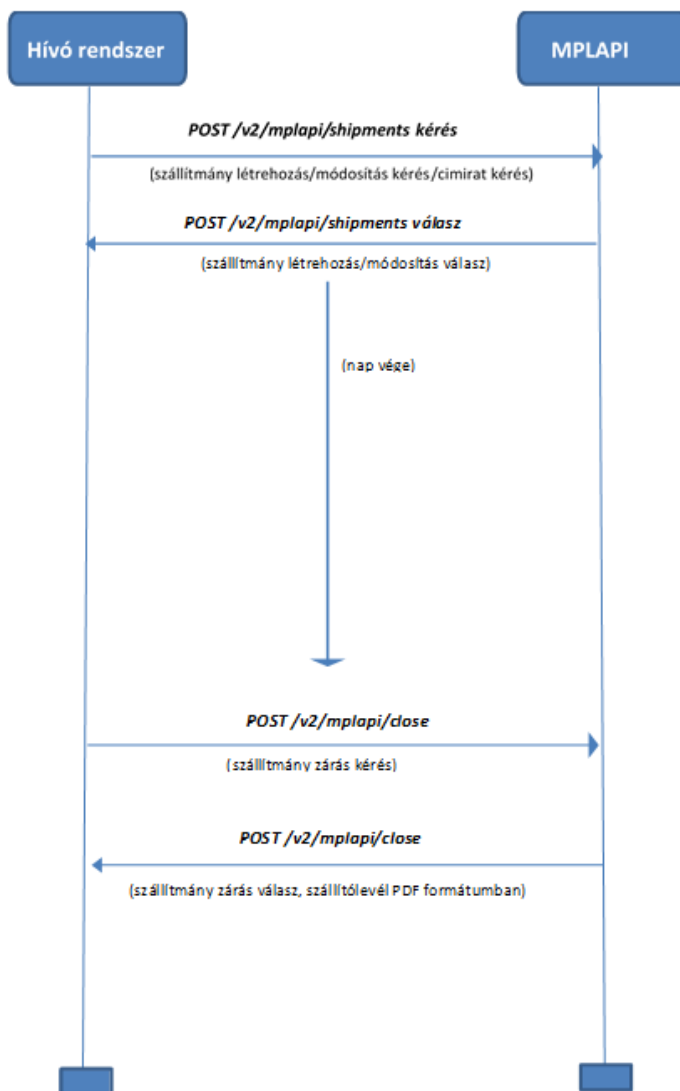 Hívó rendszer
MPLAPI
POST /v2/mplapi/shipments kérés
(szállítmány létrehozás/módosítás kérés/cimirat kérés)
POST /v2/mplapi/shipments válasz
(szállítmány létrehozás/módosítás válasz)
(nap vége)
POST /v2/mplapi/close
(szállítmány zárás kérés)
POST /v2/mplapi/close
(szállítmány zárás válasz, szállítólevél PDF formátumban)